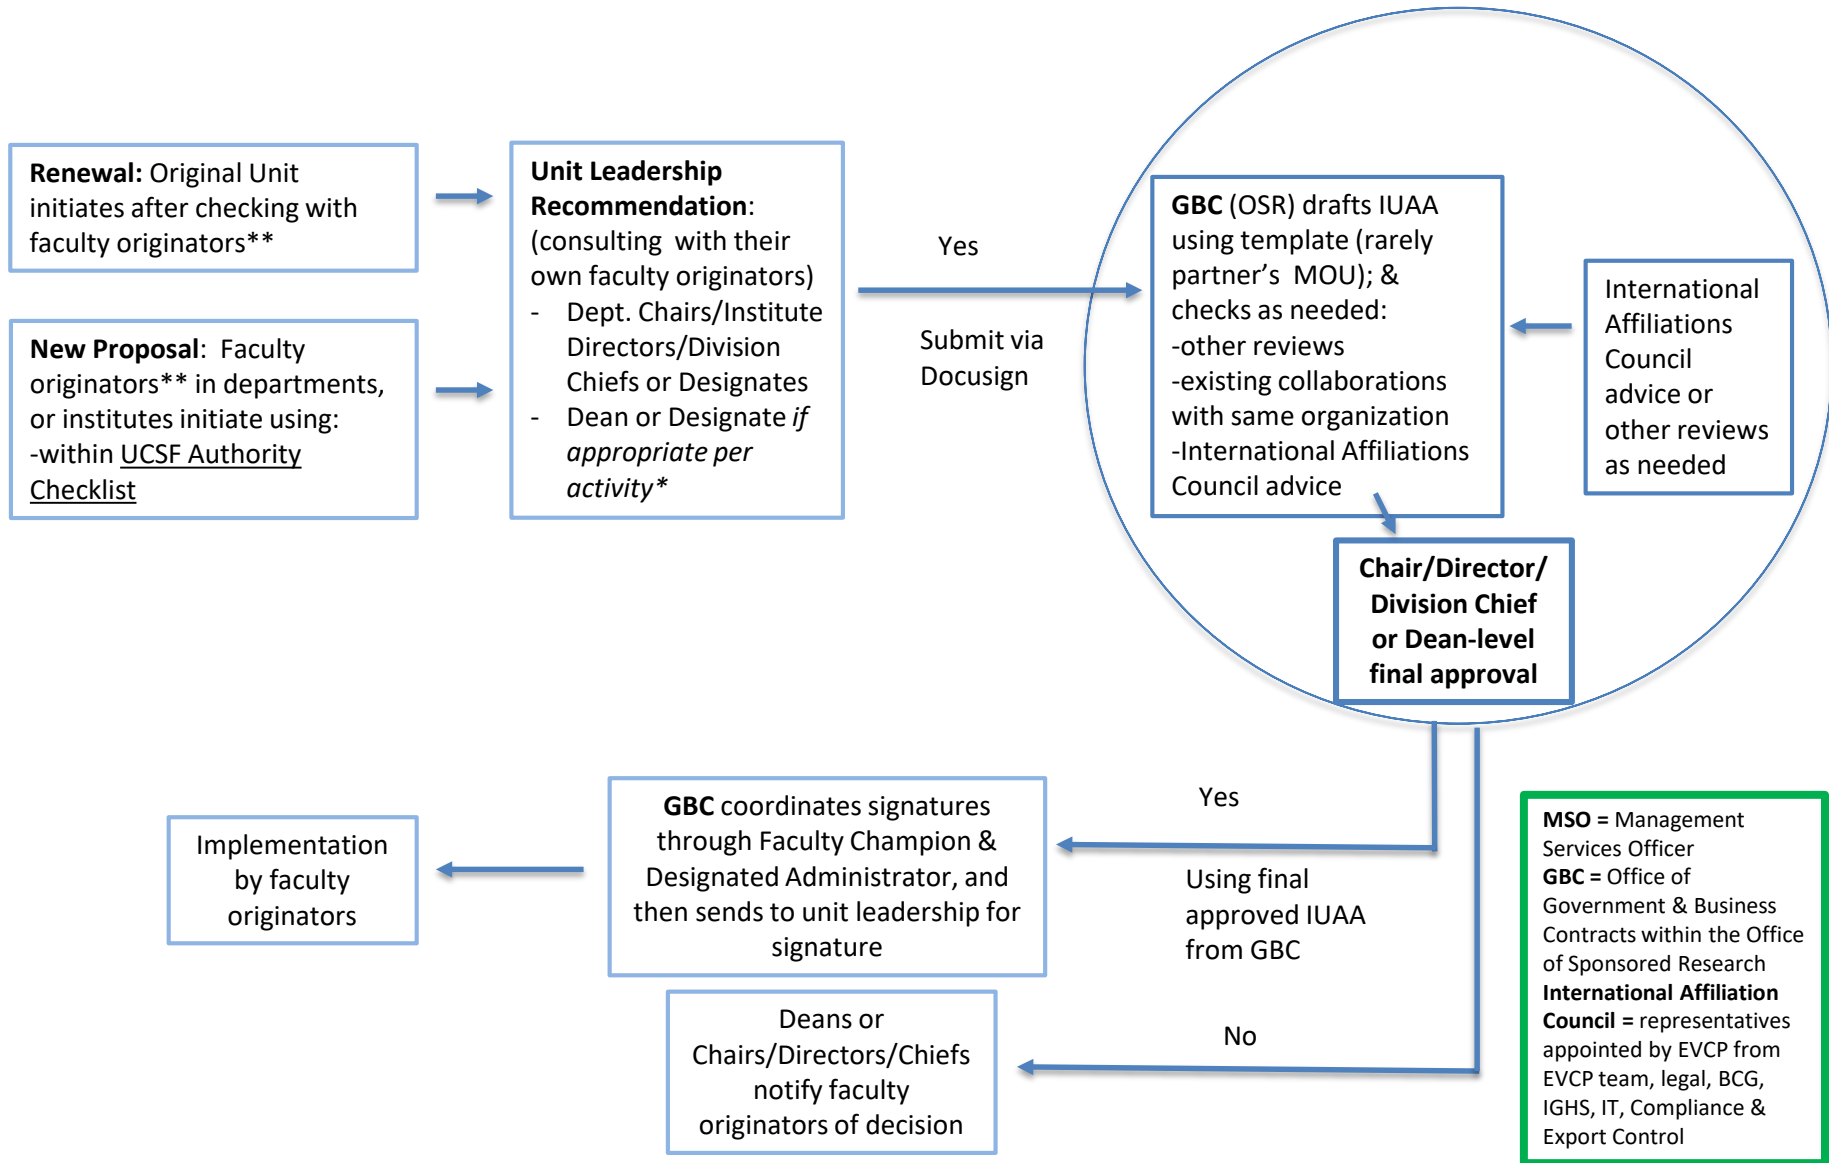 Renewal: Original Unit
initiates after checking with
faculty originators**
New Proposal:  Faculty
originators** in departments,
or institutes initiate using:
-within UCSF Authority
Checklist
Unit Leadership
Recommendation:
(consulting  with their
own faculty originators)
-    Dept. Chairs/Institute
Directors/Division
Chiefs or Designates
-    Dean or Designate if
appropriate per
activity*
Yes
Submit via
Docusign
GBC (OSR) drafts IUAA
using template (rarely
partner's  MOU); &
checks as needed:
-other reviews
-existing collaborations
with same organization
-International Affiliations
Council advice
International
Affiliations
Council
advice or
other reviews
as needed
Chair/Director/
Division Chief
or Dean-level
final approval
Yes
Using final
approved IUAA
from GBC
GBC coordinates signatures
through Faculty Champion &
Designated Administrator, and
then sends to unit leadership for
signature
Implementation
by faculty
originators
No
Deans or
Chairs/Directors/Chiefs
notify faculty
originators of decision
MSO = Management
Services Officer
GBC = Office of
Government & Business
Contracts within the Office
of Sponsored Research
International Affiliation
Council = representatives
appointed by EVCP from
EVCP team, legal, BCG,
IGHS, IT, Compliance &
Export Control